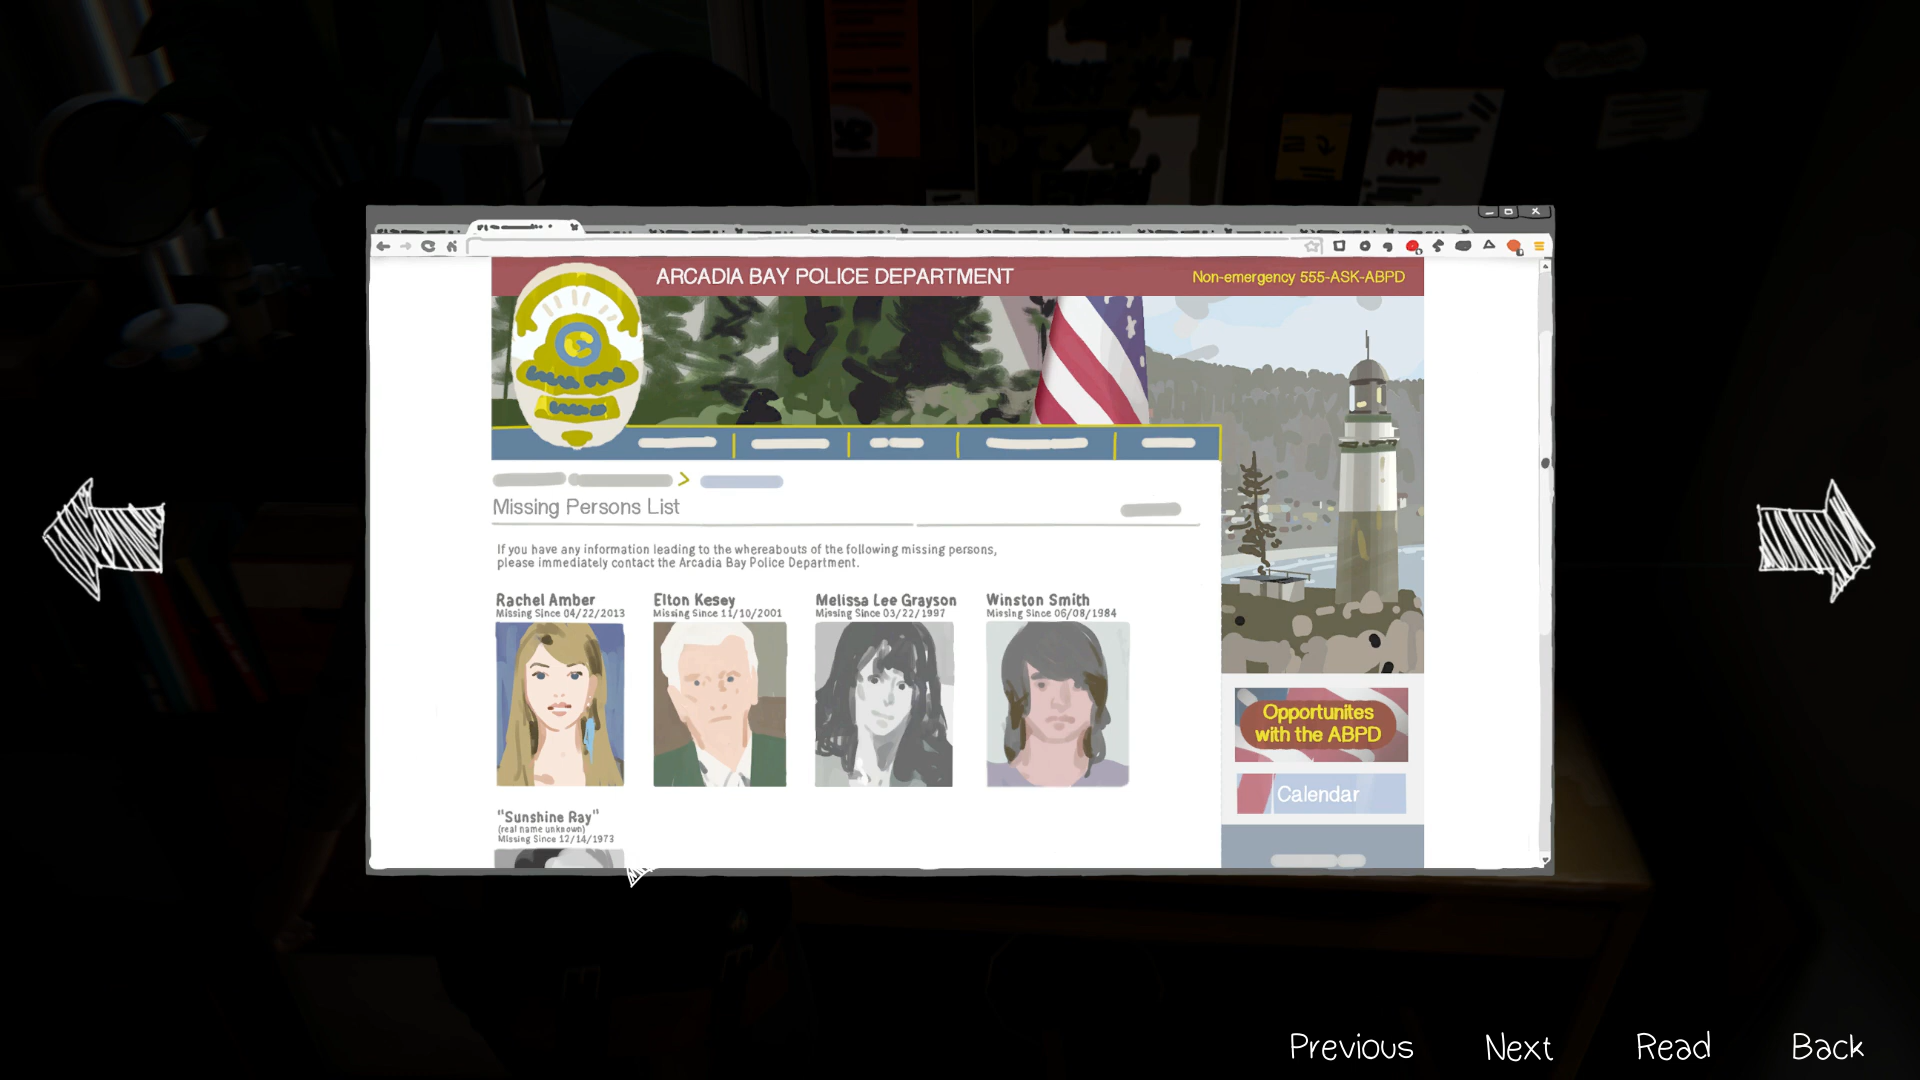 ARCADIA BAY POLICE DEPARTMENT
Non-emergency 555-ASK-ABPD
Missing Persons List
If you have any information leading to the whereabouts of the following missing persons,
please immediately contact the Arcadia Bay Police Department.
Rachel Amber
Missing Since 04/22/2013
Elton Kesey
Missing Since 11/10/2001
Melissa Lee Grayson
Missing Since 03/22/1997
Winston Smith
Missing Since 06/08/1984
"Sunshine Ray"
(real name unknown)
Missing Since 12/14/1973
Opportunites
with the ABPD
Calendar
Previous
Next
Read
Back